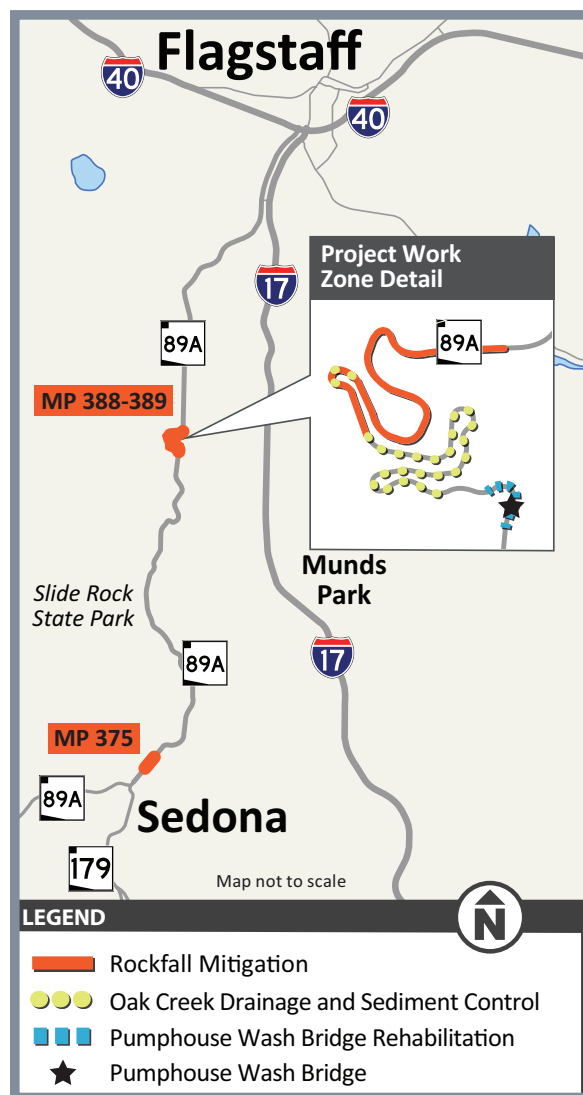 Flagstaff
40
40
17
Project Work
Zone Detail
89A
89A
MP 388-389
Munds
Park
Slide Rock
State Park
17
89A
MP 375
89A
Sedona
179
Map not to scale
LEGEND
N
Rockfall Mitigation
Oak Creek Drainage and Sediment Control
Pumphouse Wash Bridge Rehabilitation
Pumphouse Wash Bridge